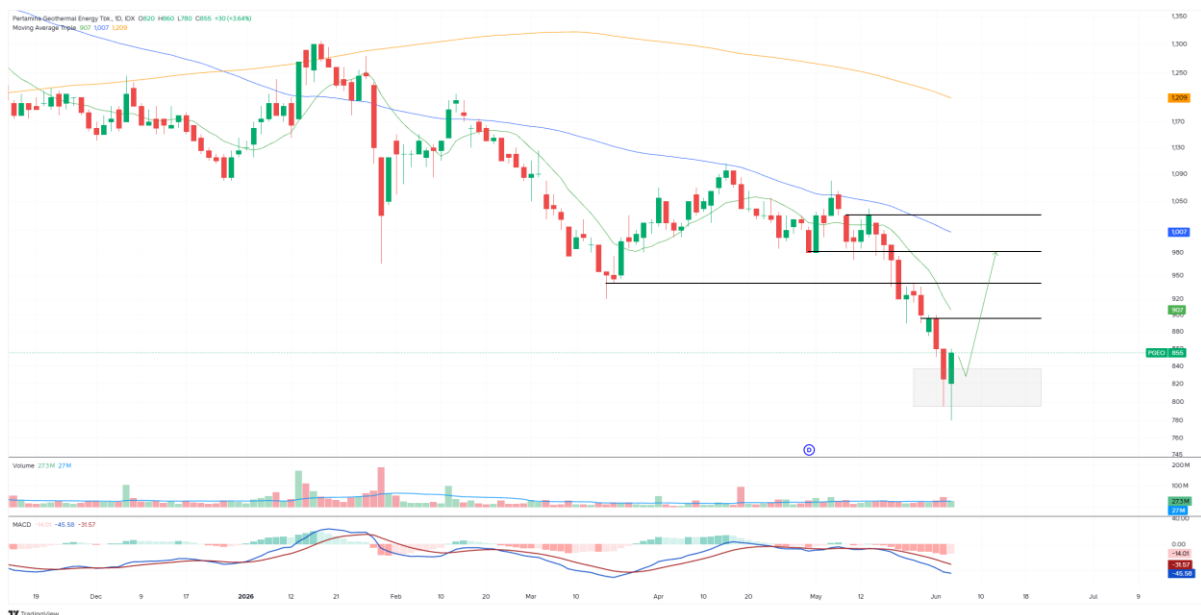 Pertamina Geothermal Energy Tbk., 1D, IDX O820 H860 L780 C855 +30 (+3.64%)
Moving Average Triple 907 1,007 1,209
1,350
1,300
1,250
1,209
1,170
1,130
1,090
1,050
1,007
980
950
920
907
900
880
860
PGEO 855
840
820
800
780
760
745
D
Volume 27.3M 27M
200M
100M
27.3M
27M
MACD -14.01 -45.58 -31.57
40.00
0.00
-14.01
-31.57
-45.58
19 Dec 9 17 2026 12 21 Feb 10 20 Mar 10 Apr 10 20 May 12 Jun 10 18 Jul 9
TradingView